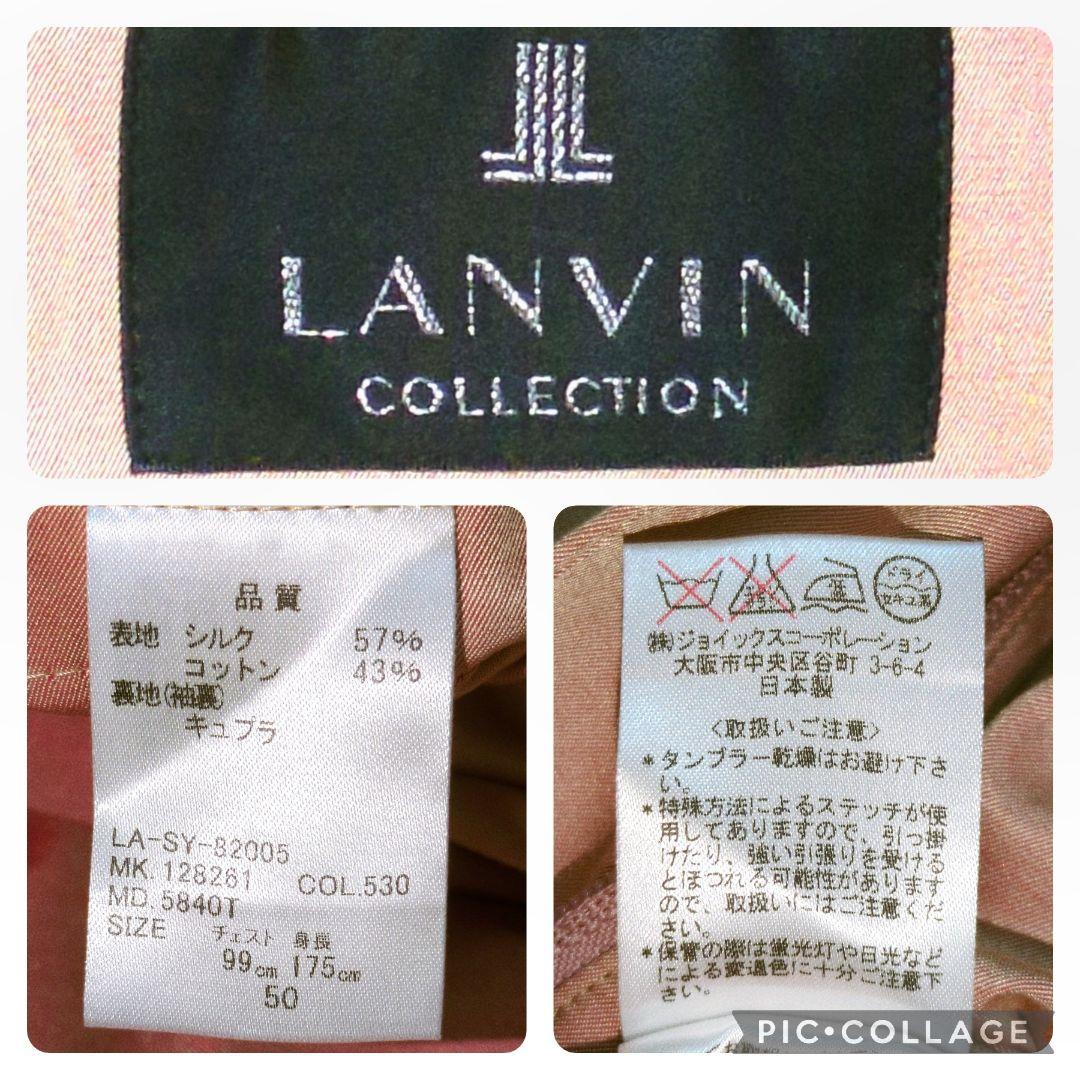 LANVIN
COLLECTION
品質
表地 シルク 57%
コットン 43%
裏地(袖裏)
キュプラ
LA-SY-82005
MK.128261 COL.530
MD.5840T
SIZE チェスト 身長
99cm 175cm
50
ドライ
セキユ系
(株)ジョイックスコーポレーション
大阪市中央区谷町 3-6-4
日本製
〈取扱いご注意〉
*タンブラー乾燥はお避け下さ
い。
*特殊方法によるステッチが使
用してありますので、引っ掛
けたり、強い引張りを受ける
とほつれる可能性があります
ので、取扱いにはご注意くだ
さい。
*保管の際は蛍光灯や日光など
による変退色に十分ご注意下
さい。
PIC•COLLAGE